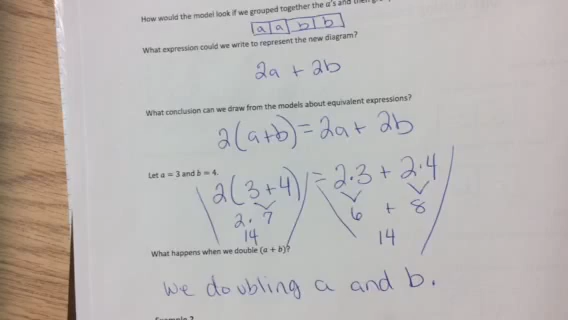 How would the model look if we grouped together the a's and then
a a b b
What expression could we write to represent the new diagram?
2a + 2b
What conclusion can we draw from the models about equivalent expressions?
2(a+b)=2a+ 2b
Let a = 3 and b = 4.
2(3+4) = 2·3 + 2·4
2·7 6 + 8
14 14
What happens when we double (a + b)?
We doubling a and b.